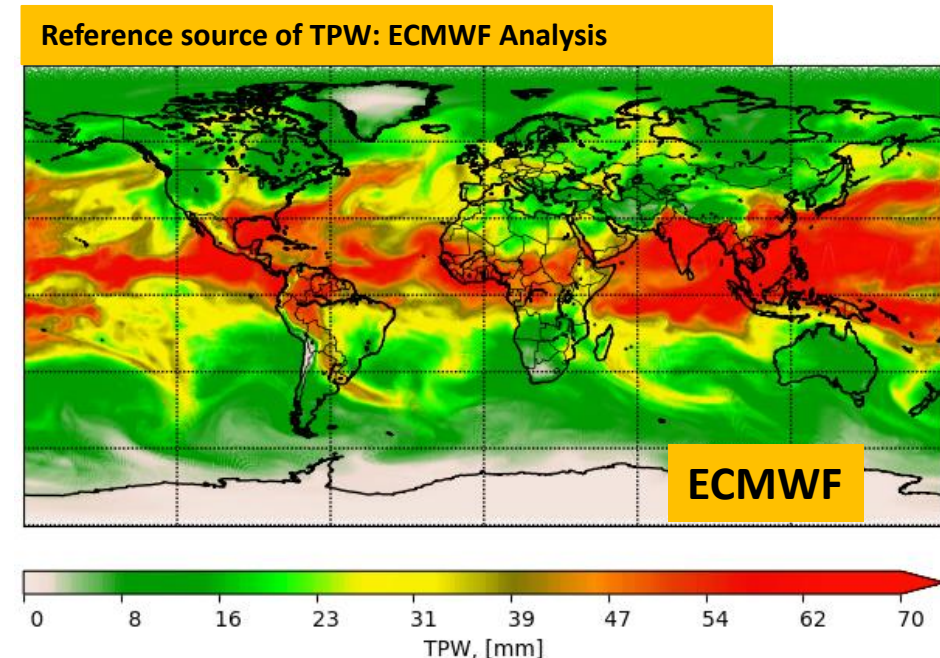 Reference source of TPW: ECMWF Analysis
ECMWF
0 8 16 23 31 39 47 54 62 70
TPW, [mm]